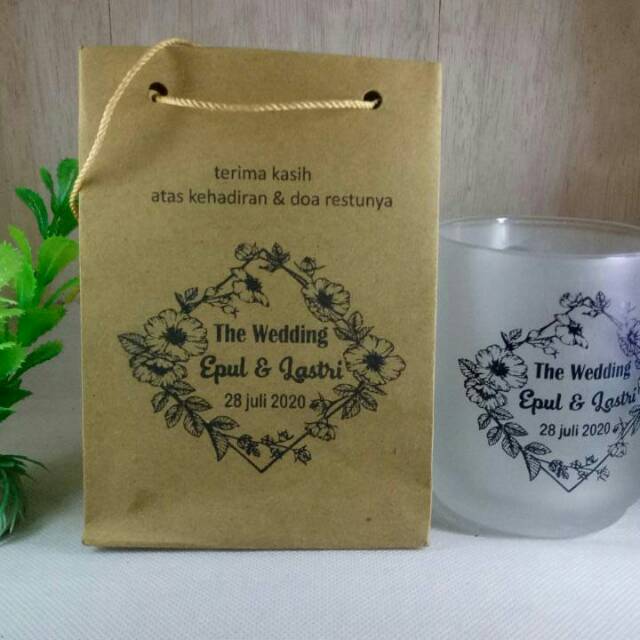 terima kasih
atas kehadiran & doa restunya
The Wedding
Epul & Lastri
28 juli 2020
The Wedding
Epul & Lastri
28 juli 2020